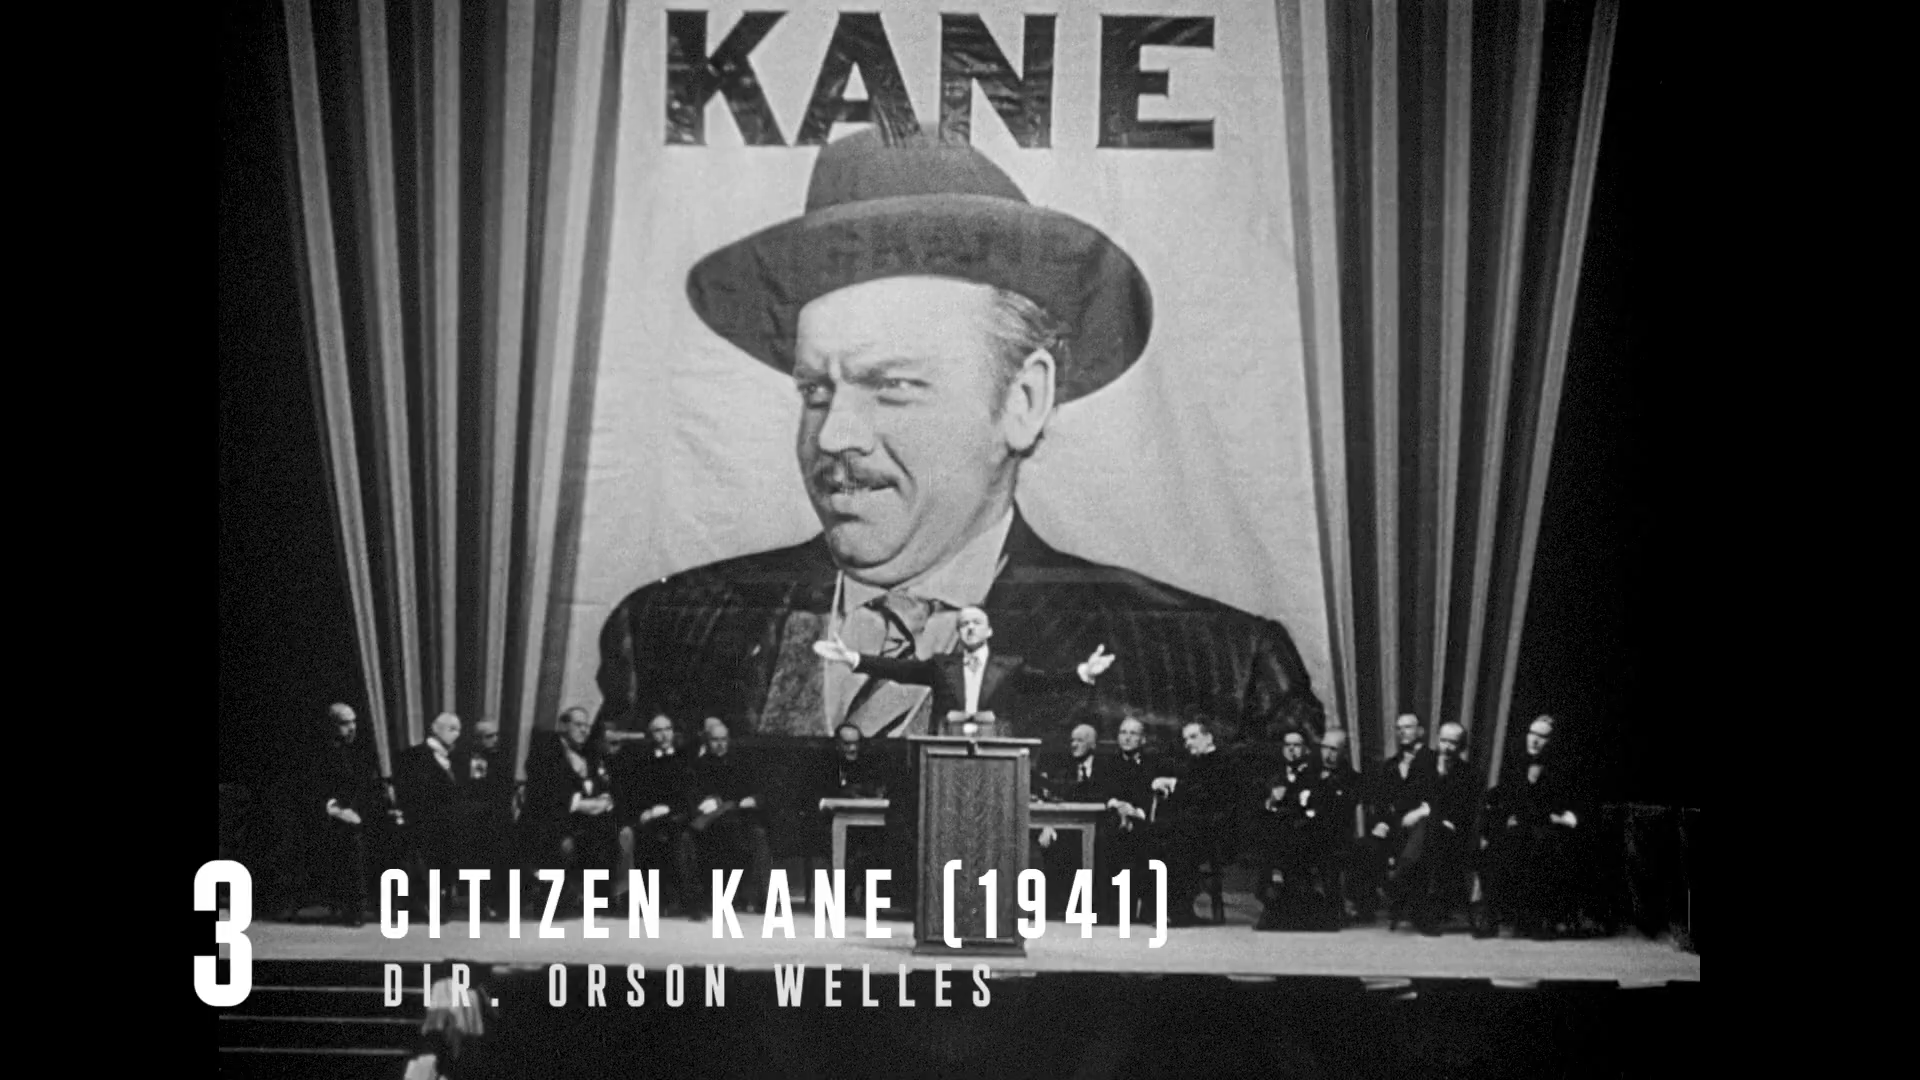 KANE
3
CITIZEN KANE (1941)
DIR. ORSON WELLES